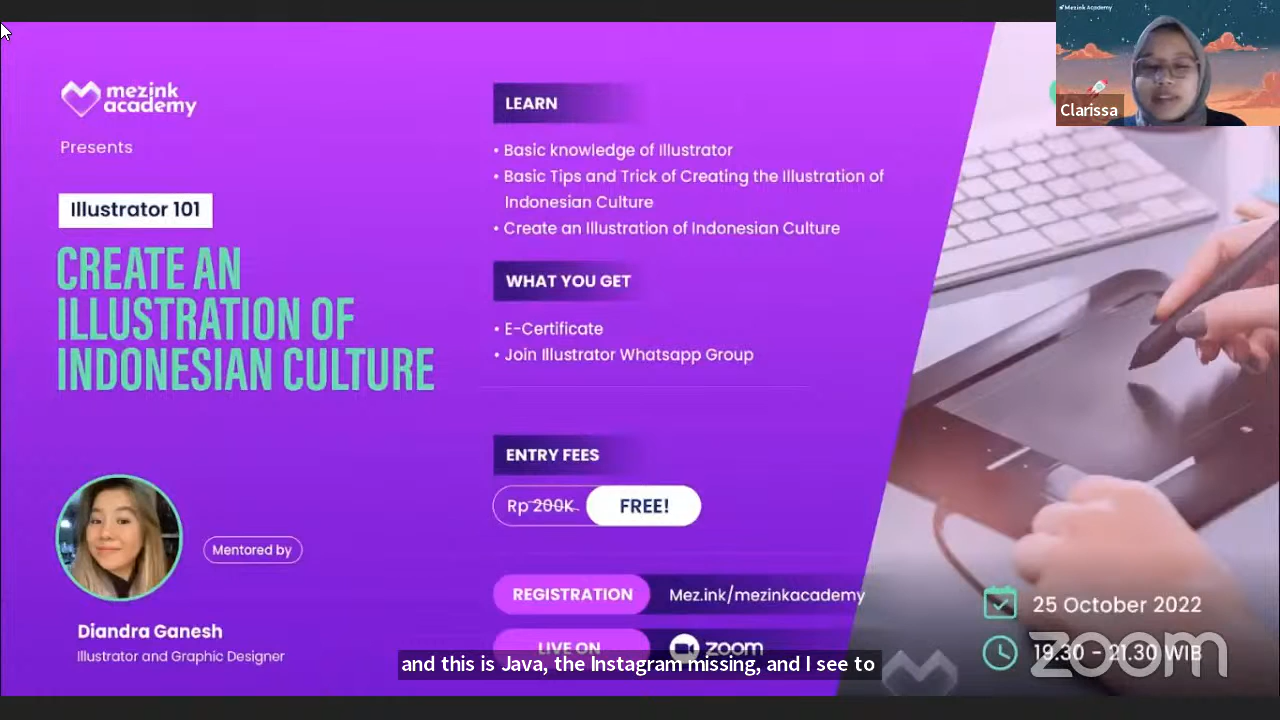 mezink
academy
Presents
Illustrator 101
CREATE AN
ILLUSTRATION OF
INDONESIAN CULTURE
Mentored by
Diandra Ganesh
Illustrator and Graphic Designer
LEARN
• Basic knowledge of Illustrator
• Basic Tips and Trick of Creating the Illustration of
Indonesian Culture
• Create an Illustration of Indonesian Culture
WHAT YOU GET
• E-Certificate
• Join Illustrator Whatsapp Group
ENTRY FEES
Rp 200K FREE!
REGISTRATION Mez.ink/mezinkacademy
LIVE ON zoom
and this is Java, the Instagram missing, and I see to
Mezink Academy
Clarissa
25 October 2022
19.30 - 21.30 WIB
zoom